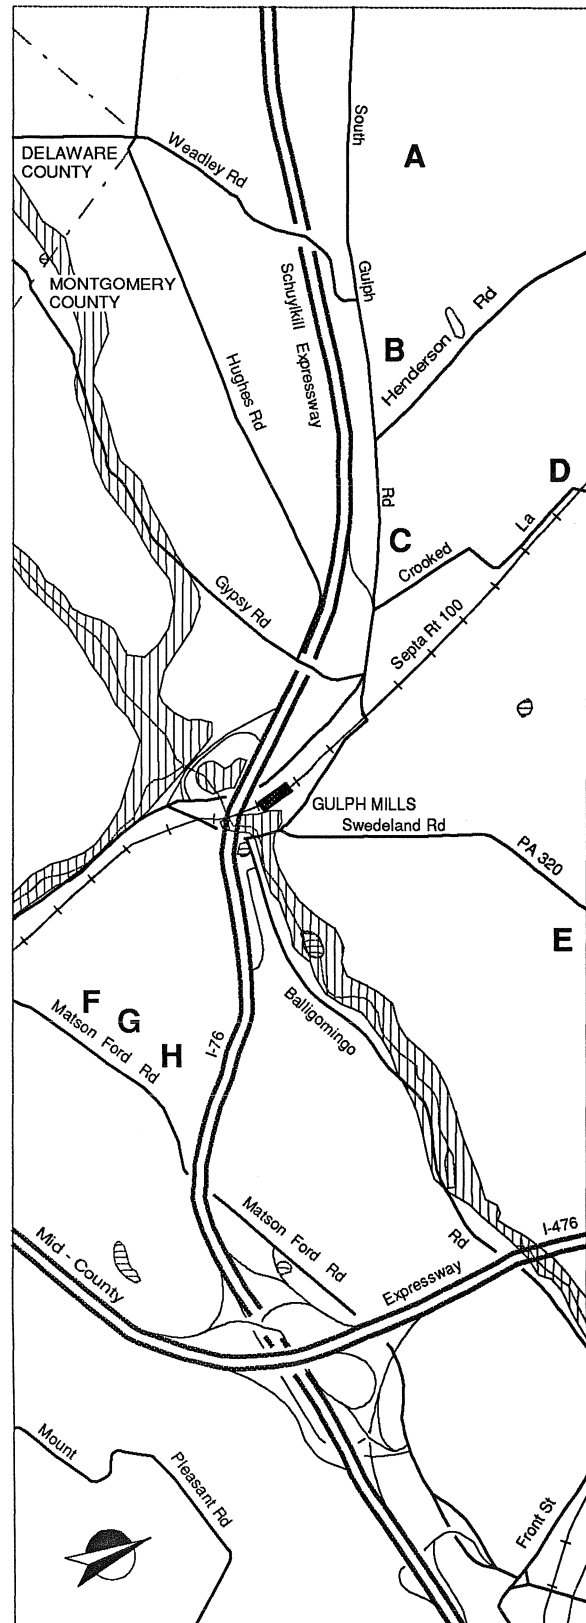 South
A
Weadley Rd
DELAWARE
COUNTY
MONTGOMERY
COUNTY
Gulph
Schuylkill Expressway
B
Henderson Rd
Hughes Rd
D
Rd
C
Crooked La
Gypsy Rd
Septa Rt 100
GULPH MILLS
Swedeland Rd
PA 320
E
F
G
H
Matson Ford Rd
I-76
Balligomingo
Rd
Matson Ford Rd
I-476
Mid - County
Expressway
Mount
Pleasant Rd
Front St